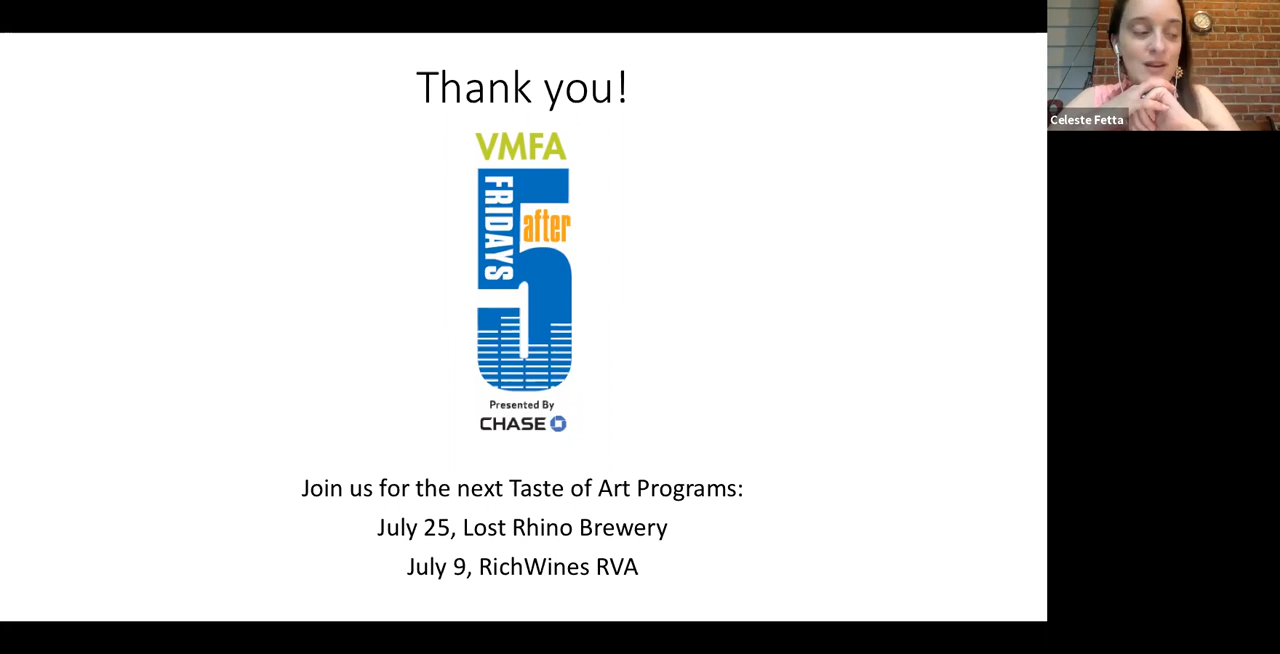 Thank you!
VMFA
FRIDAYS
after
5
Presented By
CHASE
Join us for the next Taste of Art Programs:
July 25, Lost Rhino Brewery
July 9, RichWines RVA
Celeste Fetta